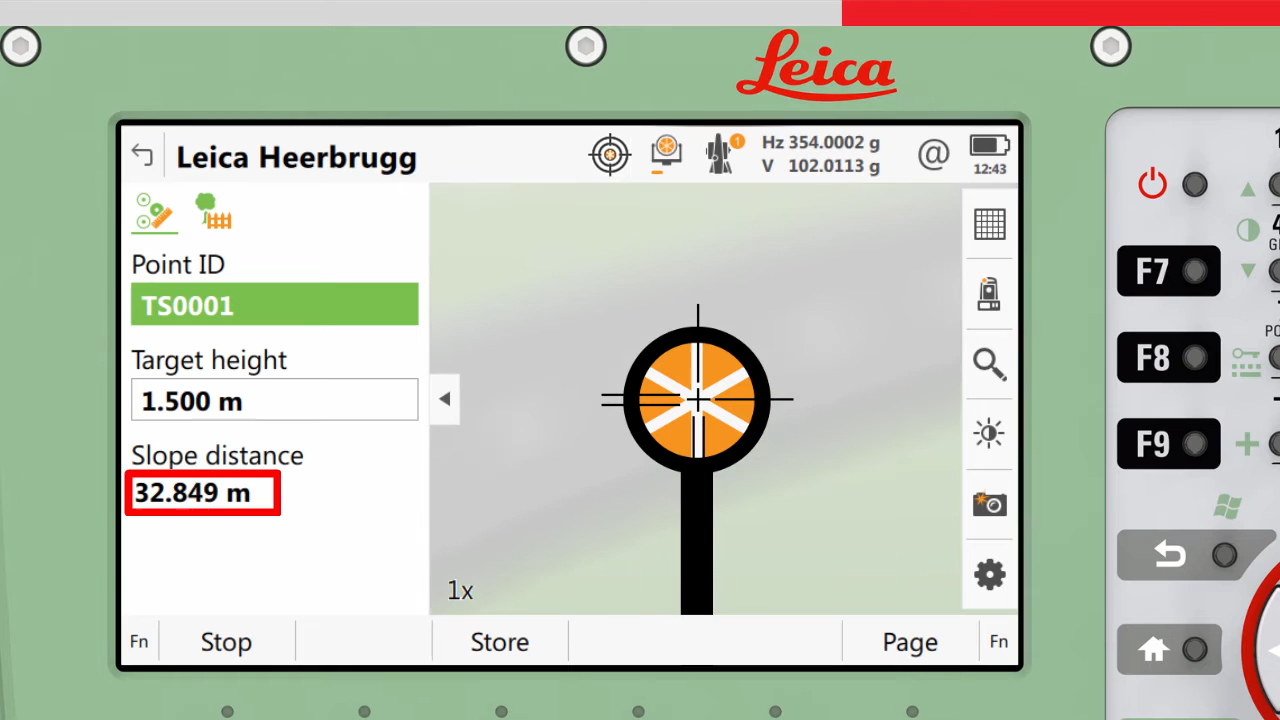 Leica
Leica Heerbrugg
Hz 354.0002 g
V 102.0113 g
@
12:43
1
Point ID
TS0001
Target height
1.500 m
Slope distance
32.849 m
1x
Fn
Stop
Store
Page
Fn
F7
F8
F9